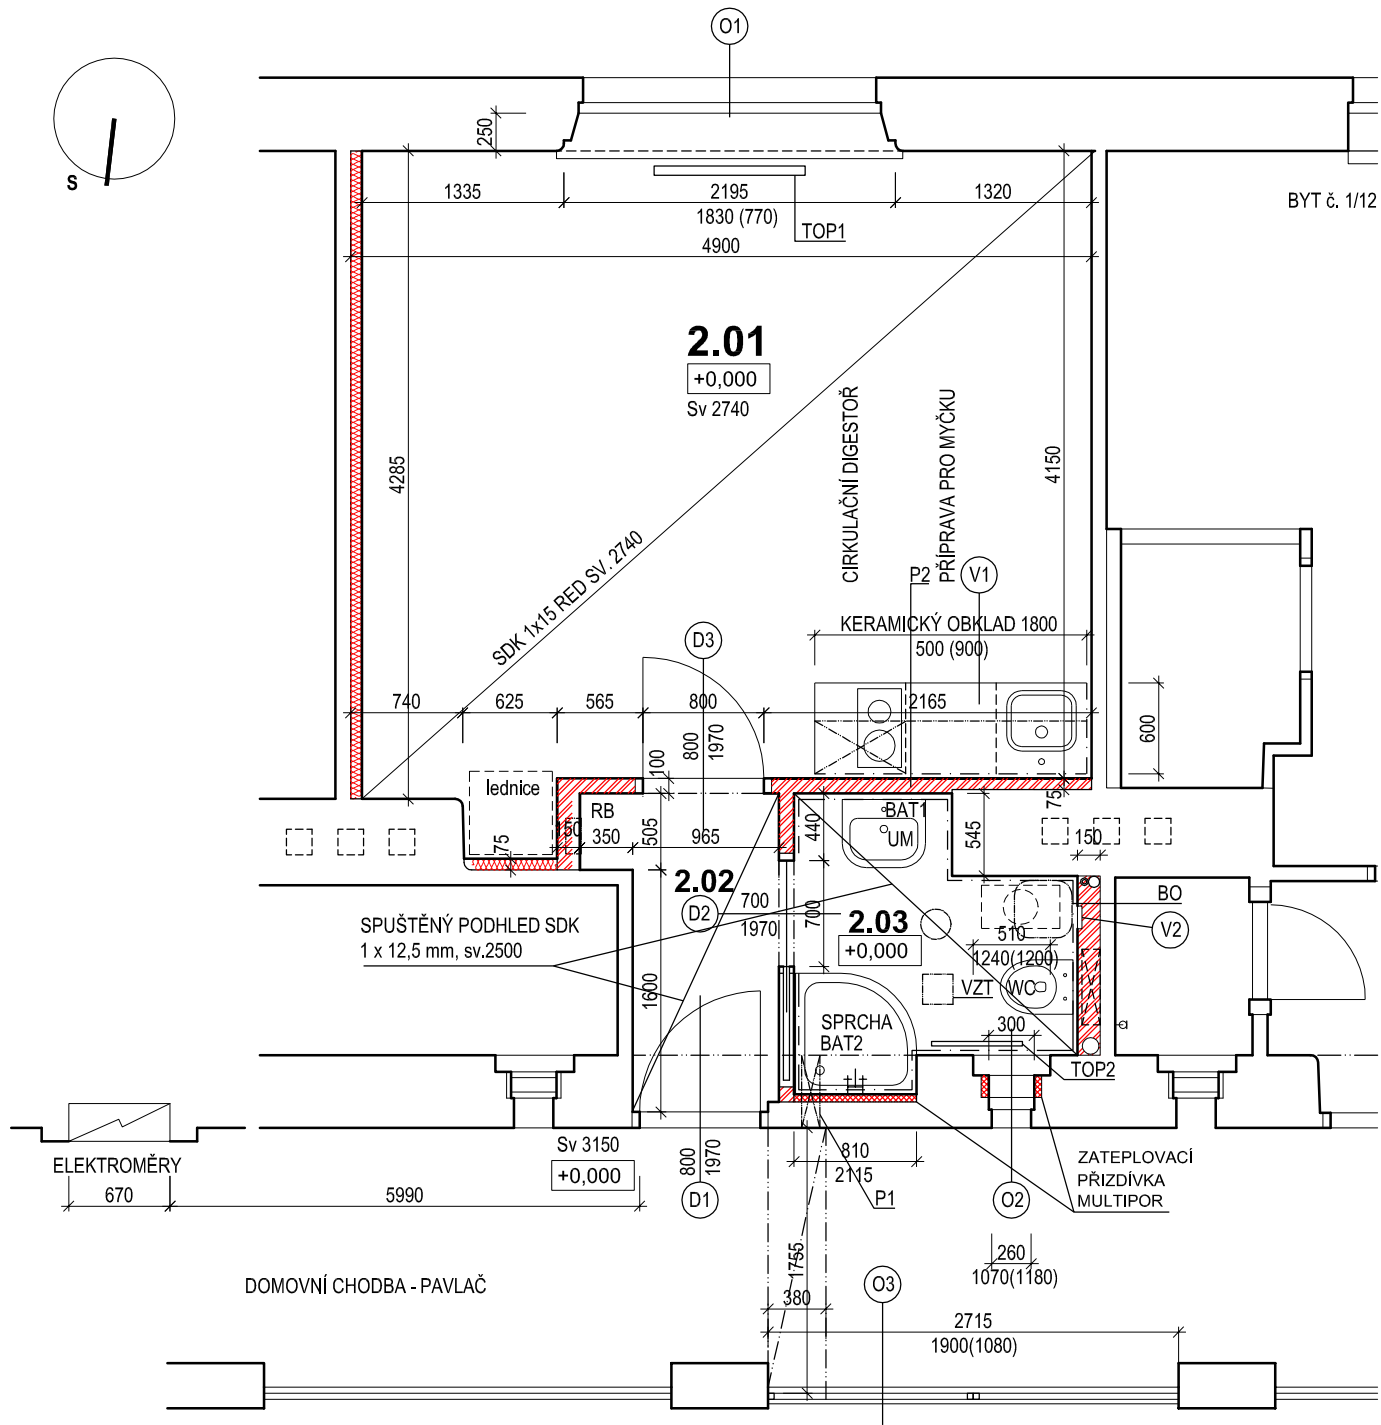 O1
S
250
1335
2195
1320
1830 (770)
TOP1
4900
BYT č. 1/12
2.01
+0,000
Sv 2740
CIRKULAČNÍ DIGESTOŘ
PŘÍPRAVA PRO MYČKU
4285
4150
SDK 1x15 RED SV. 2740
P2
V1
KERAMICKÝ OBKLAD 1800
500 (900)
D3
740
625
565
800
2165
800
1970
100
600
lednice
RB
150
350
505
965
75
440
BAT1
UM
545
75
150
2.02
700
D2
1970
700
2.03
+0,000
510
1240(1200)
BO
V2
SPUŠTĚNÝ PODHLED SDK
1 x 12,5 mm, sv.2500
1600
VZT
WC
SPRCHA
BAT2
300
TOP2
Sv 3150
+0,000
ELEKTROMĚRY
670
5990
800
1970
D1
810
2115
P1
O2
ZATEPLOVACÍ
PŘIZDÍVKA
MULTIPOR
260
1070(1180)
1755
380
O3
DOMOVNÍ CHODBA - PAVLAČ
2715
1900(1080)